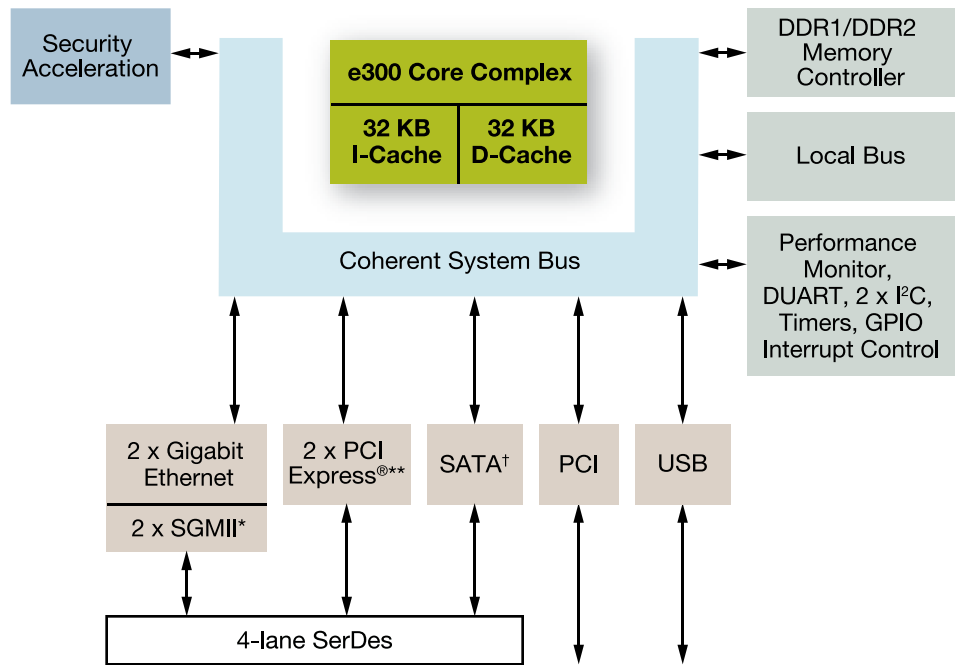 Security
Acceleration
e300 Core Complex
32 KB
I-Cache
32 KB
D-Cache
DDR1/DDR2
Memory
Controller
Local Bus
Coherent System Bus
Performance
Monitor,
DUART, 2 x I²C,
Timers, GPIO
Interrupt Control
2 x Gigabit
Ethernet
2 x SGMII*
2 x PCI
Express®**
SATA†
PCI
USB
4-lane SerDes